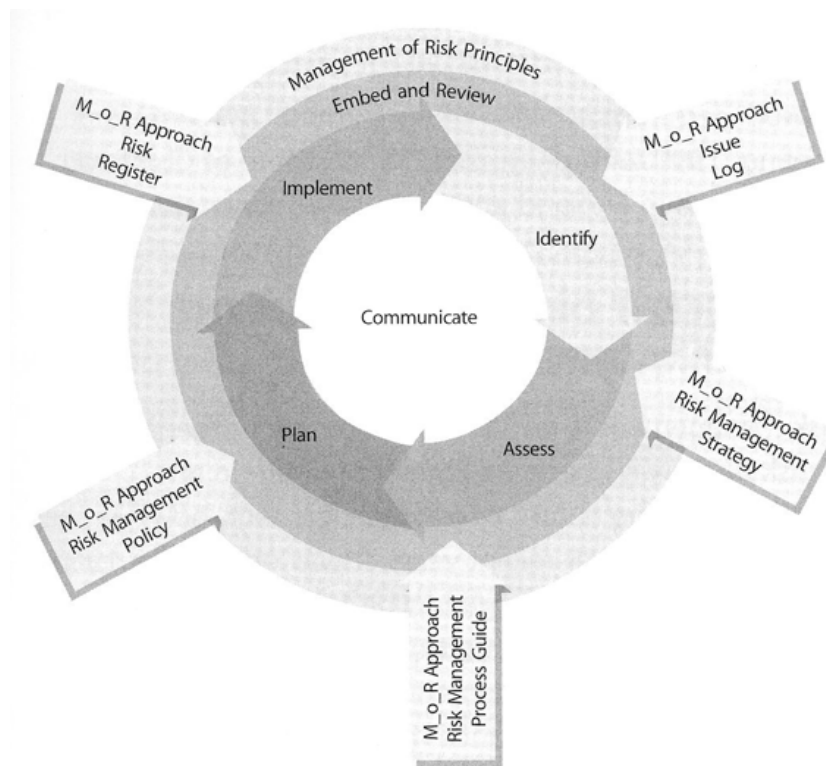 Management of Risk Principles
Embed and Review
M_o_R Approach
Risk
Register
M_o_R Approach
Issue
Log
Implement
Identify
Communicate
Plan
Assess
M_o_R Approach
Risk Management
Strategy
M_o_R Approach
Risk Management
Policy
M_o_R Approach
Risk Management
Process Guide